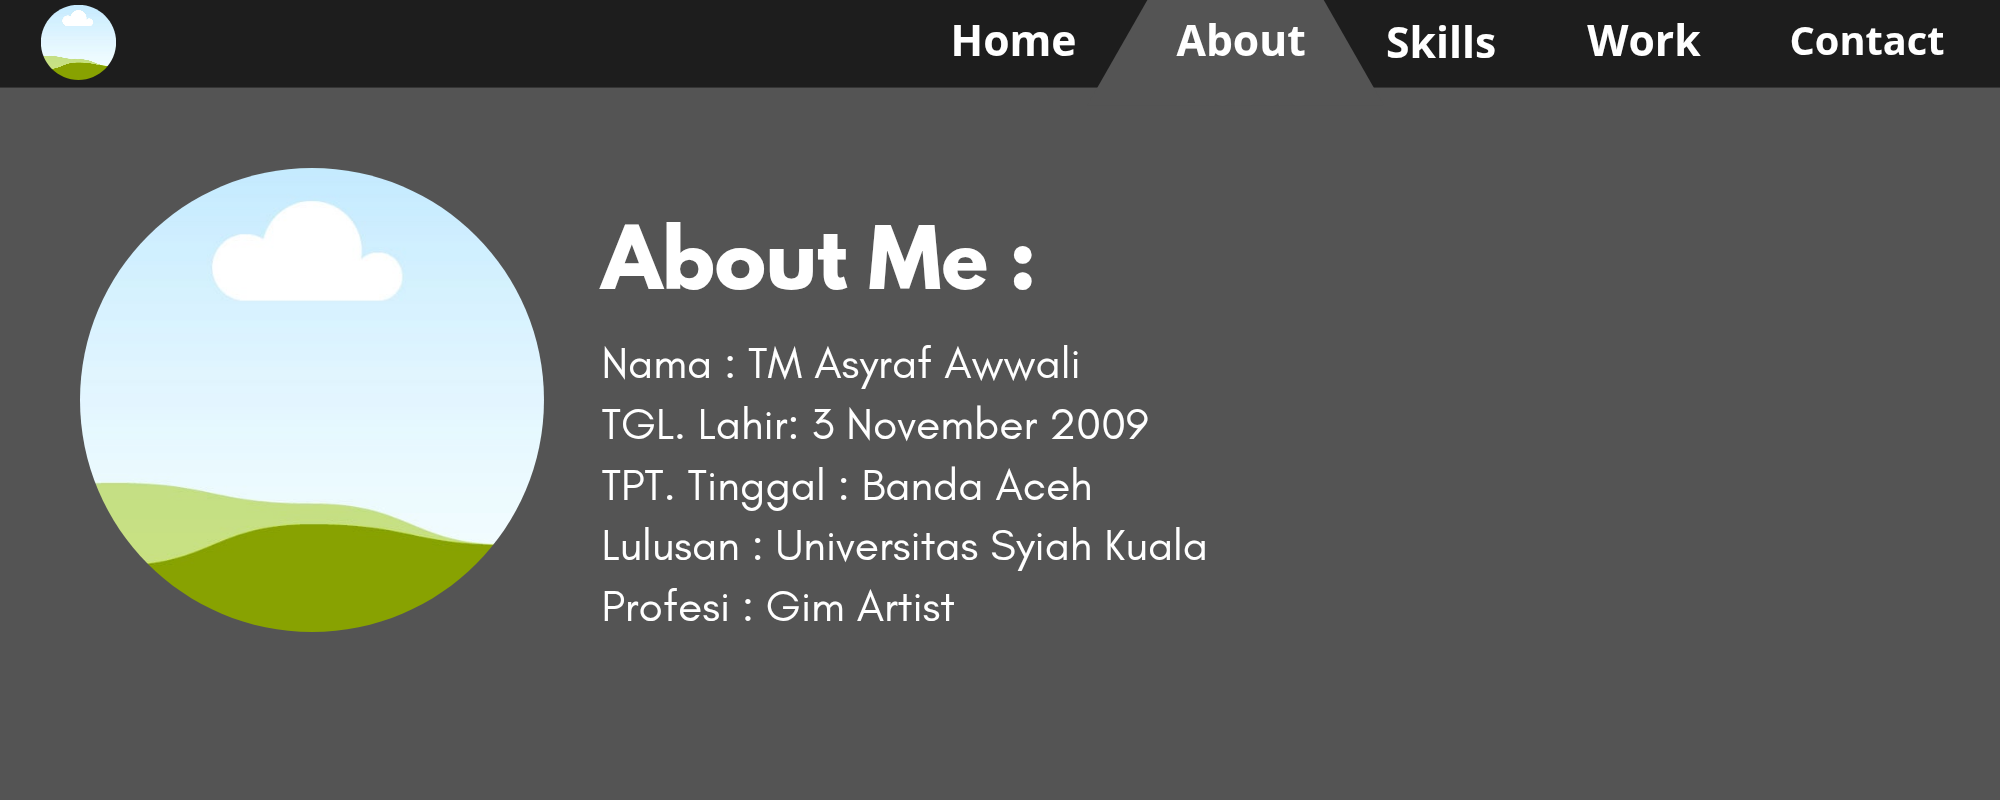 Home About Skills Work Contact
About Me :
Nama : TM Asyraf Awwali
TGL. Lahir: 3 November 2009
TPT. Tinggal : Banda Aceh
Lulusan : Universitas Syiah Kuala
Profesi : Gim Artist